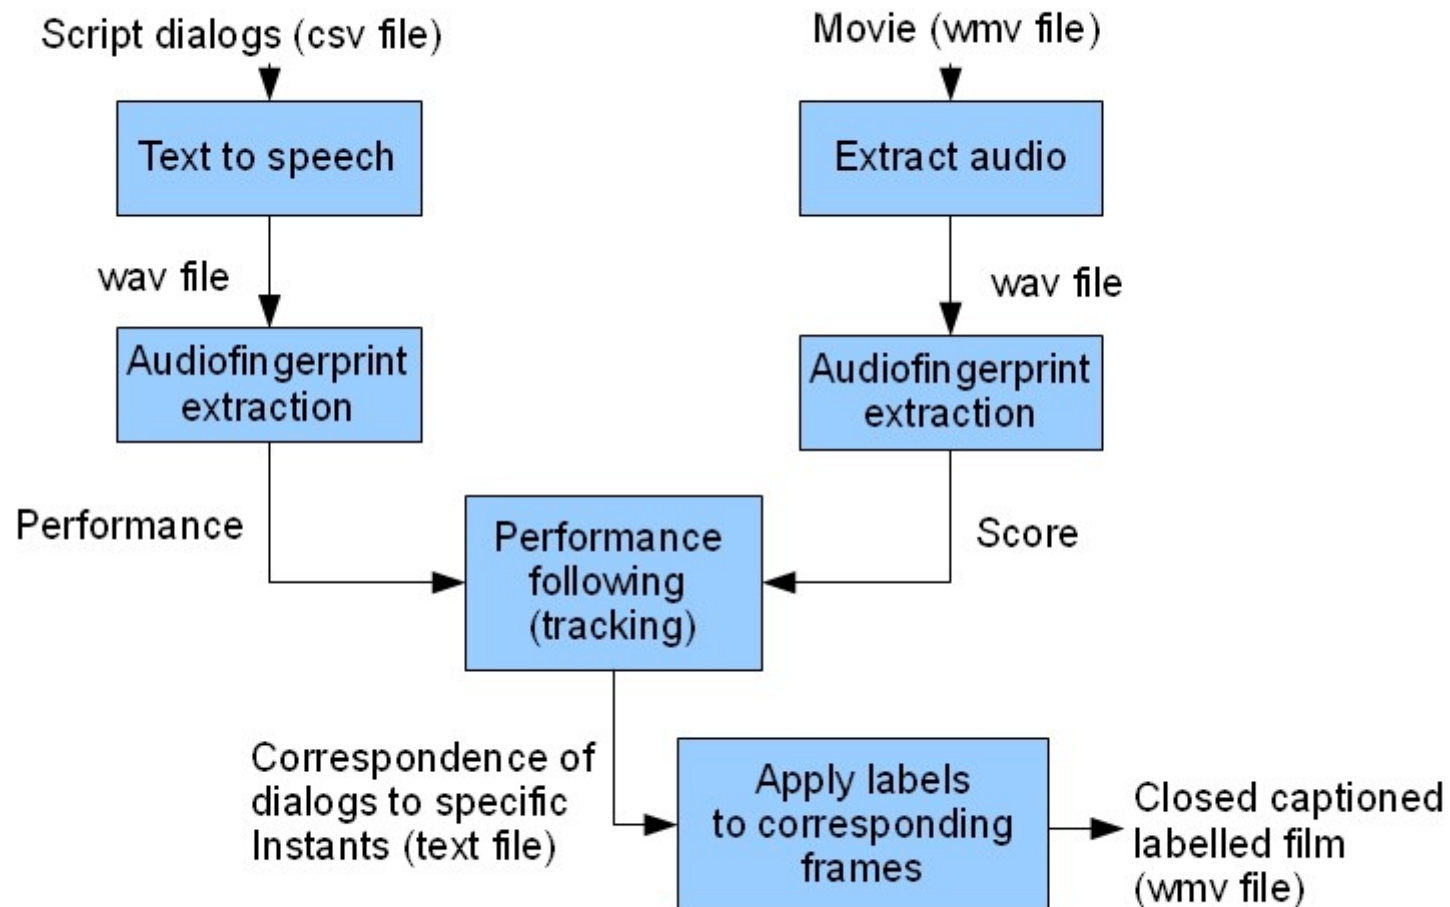 Script dialogs (csv file)
Movie (wmv file)
Text to speech
Extract audio
wav file
wav file
Audiofingerprint
extraction
Audiofingerprint
extraction
Performance
Score
Performance
following
(tracking)
Correspondence of
dialogs to specific
Instants (text file)
Apply labels
to corresponding
frames
Closed captioned
labelled film
(wmv file)